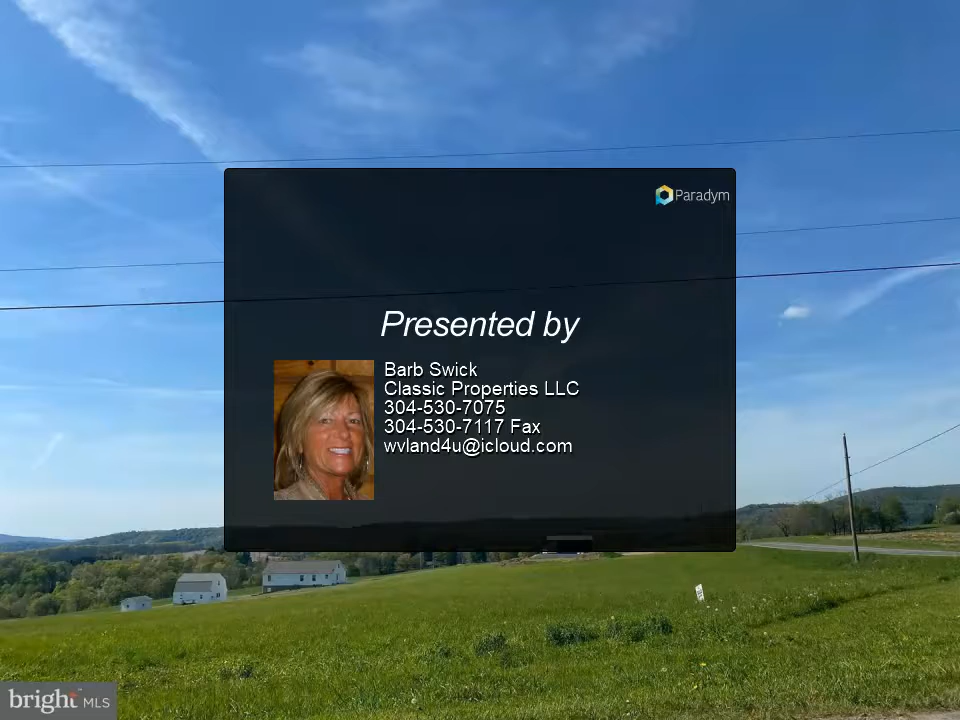 Paradym
Presented by
Barb Swick
Classic Properties LLC
304-530-7075
304-530-7117 Fax
wvland4u@icloud.com
bright MLS